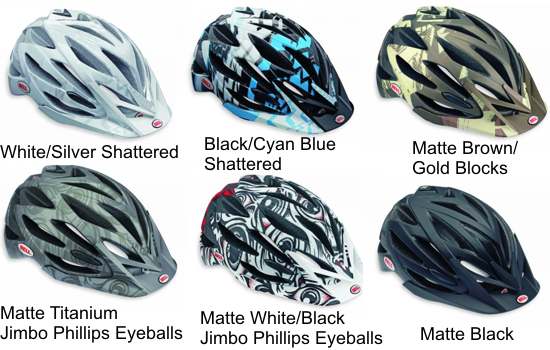 White/Silver Shattered
Black/Cyan Blue
Shattered
Matte Brown/
Gold Blocks
Matte Titanium
Jimbo Phillips Eyeballs
Matte White/Black
Jimbo Phillips Eyeballs
Matte Black